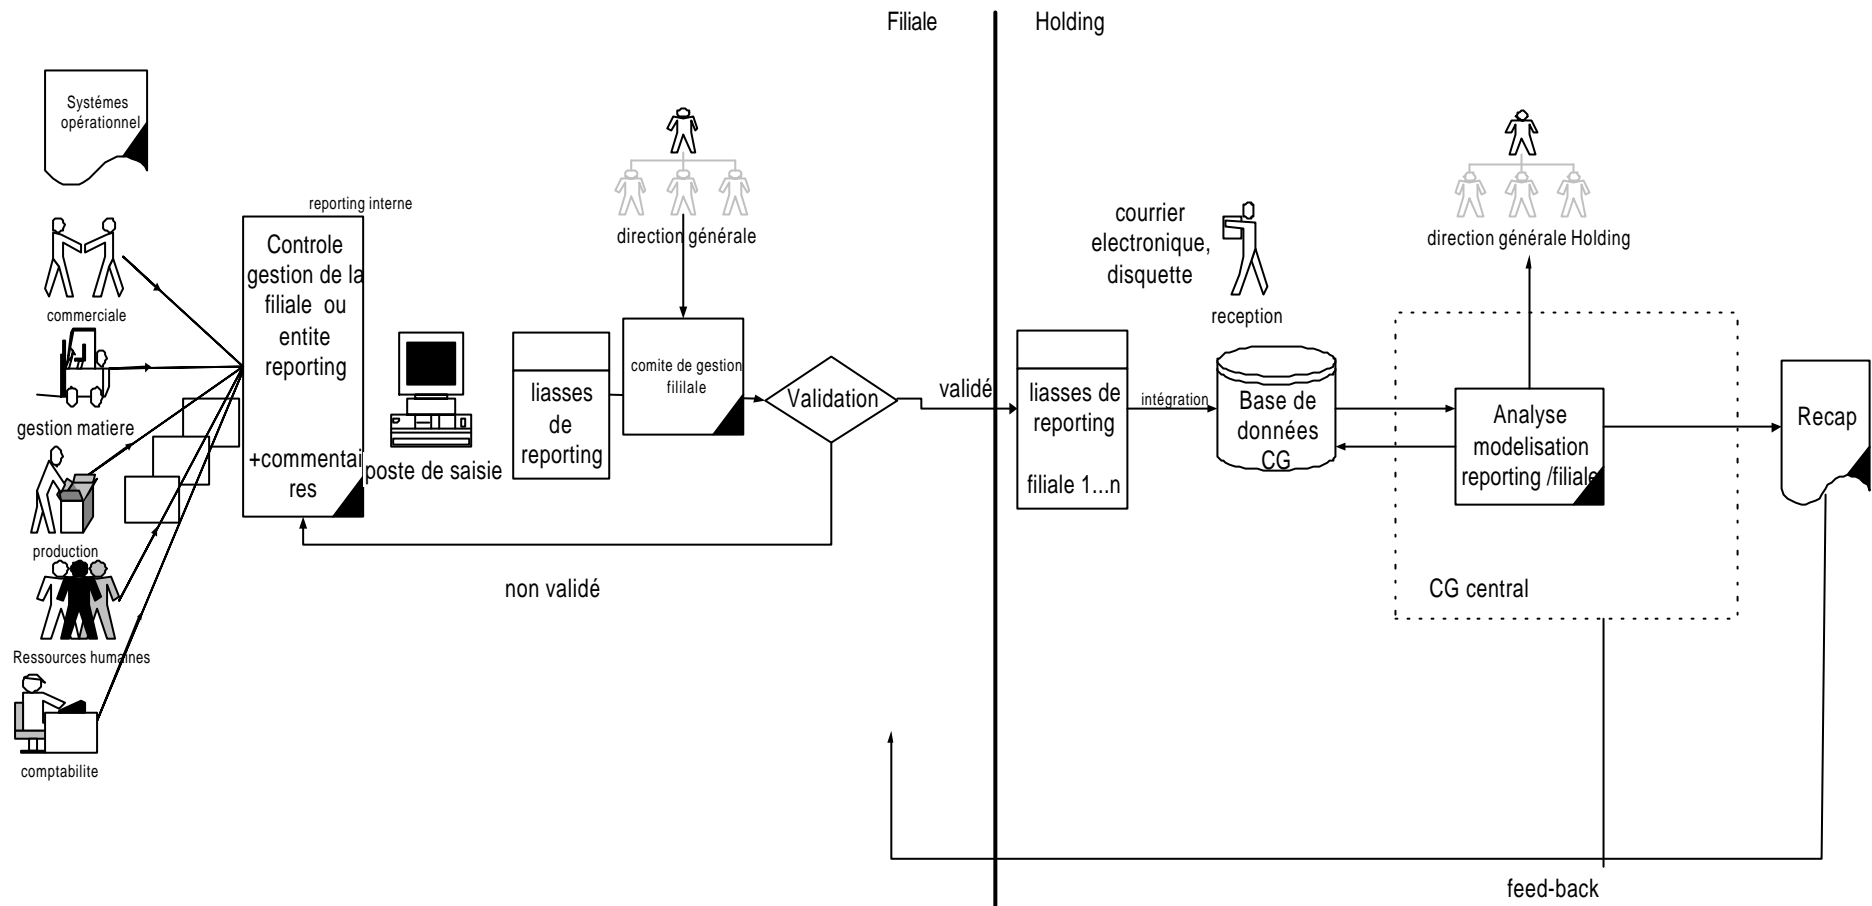 Filiale
Holding
Systémes
opérationnel
reporting interne
Controle
gestion de la
filiale ou
entite
reporting
+commentai
res
commerciale
gestion matiere
production
Ressources humaines
comptabilite
poste de saisie
liasses
de
reporting
direction générale
comite de gestion
fililale
Validation
validé
non validé
liasses de
reporting
filiale 1...n
courrier
electronique,
disquette
reception
intégration
Base de
données
CG
direction générale Holding
Analyse
modelisation
reporting /filiale
CG central
Recap
feed-back